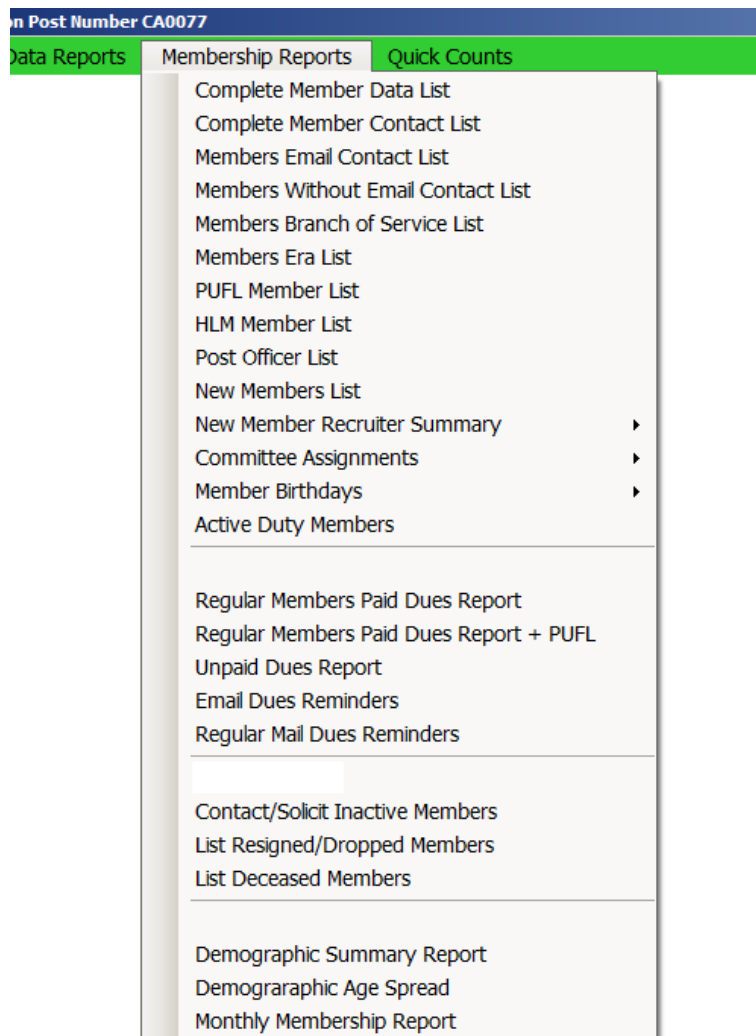 on Post Number CA0077
Data Reports Membership Reports Quick Counts
Complete Member Data List
Complete Member Contact List
Members Email Contact List
Members Without Email Contact List
Members Branch of Service List
Members Era List
PUFL Member List
HLM Member List
Post Officer List
New Members List
New Member Recruiter Summary
Committee Assignments
Member Birthdays
Active Duty Members
Regular Members Paid Dues Report
Regular Members Paid Dues Report + PUFL
Unpaid Dues Report
Email Dues Reminders
Regular Mail Dues Reminders
Contact/Solicit Inactive Members
List Resigned/Dropped Members
List Deceased Members
Demographic Summary Report
Demograraphic Age Spread
Monthly Membership Report